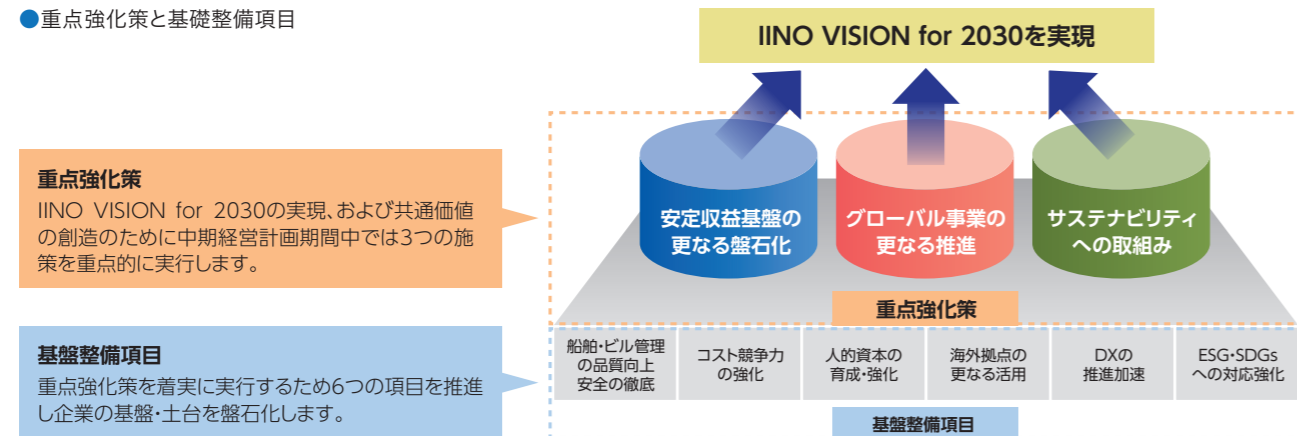 ●重点強化策と基礎整備項目
IINO VISION for 2030を実現
重点強化策
IINO VISION for 2030の実現、および共通価値
の創造のために中期経営計画期間中では3つの施
策を重点的に実行します。
安定収益基盤の
更なる盤石化
グローバル事業の
更なる推進
サステナビリティ
への取組み
重点強化策
基盤整備項目
重点強化策を着実に実行するため6つの項目を推進
し企業の基盤・土台を盤石化します。
船舶・ビル管理
の品質向上
安全の徹底
コスト競争力
の強化
人的資本の
育成・強化
海外拠点の
更なる活用
DXの
推進加速
ESG・SDGs
への対応強化
基盤整備項目